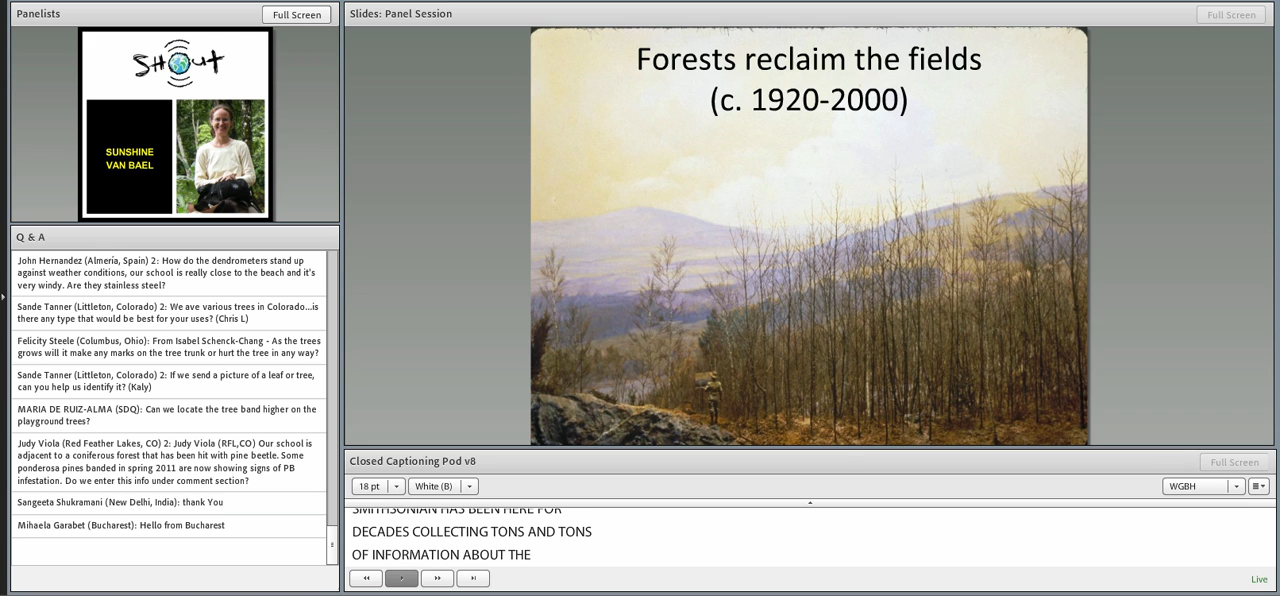 Panelists
Full Screen
SHOUT
SUNSHINE
VAN BAEL
Q & A
John Hernandez (Almería, Spain) 2: How do the dendrometers stand up
against weather conditions, our school is really close to the beach and it's
very windy. Are they stainless steel?
Sande Tanner (Littleton, Colorado) 2: We ave various trees in Colorado...is
there any type that would be best for your uses? (Chris L)
Felicity Steele (Columbus, Ohio): From Isabel Schenck-Chang - As the trees
grows will it make any marks on the tree trunk or hurt the tree in any way?
Sande Tanner (Littleton, Colorado) 2: If we send a picture of a leaf or tree,
can you help us identify it? (Kaly)
MARIA DE RUIZ-ALMA (SDQ): Can we locate the tree band higher on the
playground trees?
Judy Viola (Red Feather Lakes, CO) 2: Judy Viola (RFL,CO) Our school is
adjacent to a coniferous forest that has been hit with pine beetle. Some
ponderosa pines banded in spring 2011 are now showing signs of PB
infestation. Do we enter this info under comment section?
Sangeeta Shukramani (New Delhi, India): thank You
Mihaela Garabet (Bucharest): Hello from Bucharest
Slides: Panel Session
Full Screen
Forests reclaim the fields
(c. 1920-2000)
Closed Captioning Pod v8
Full Screen
18 pt
White (B)
WGBH
SMITHSONIAN HAS BEEN HERE FOR
DECADES COLLECTING TONS AND TONS
OF INFORMATION ABOUT THE
Live